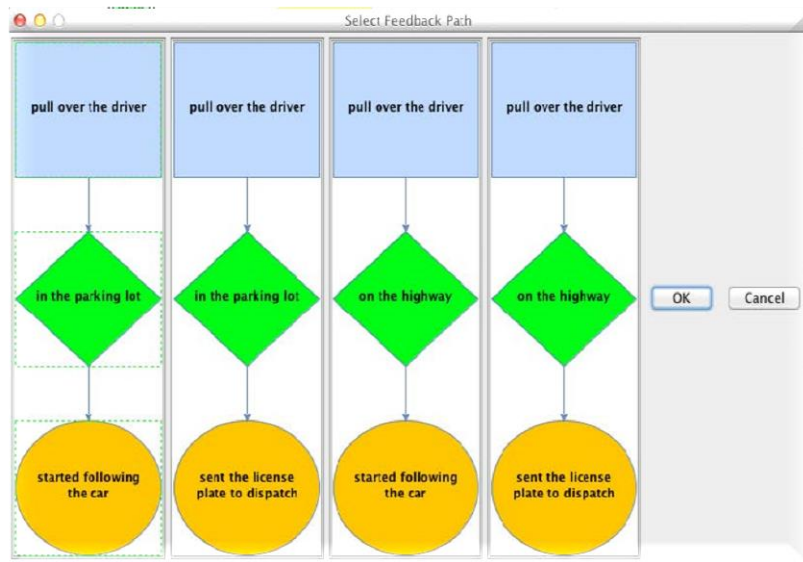 Select Feedback Path
pull over the driver
pull over the driver
pull over the driver
pull over the driver
in the parking lot
in the parking lot
on the highway
on the highway
OK
Cancel
started following
the car
sent the license
plate to dispatch
started following
the car
sent the license
plate to dispatch